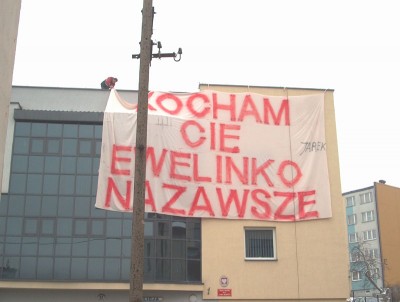 KOCHAM
CIE
EWELINKO
NAZAWSZE
JAREK